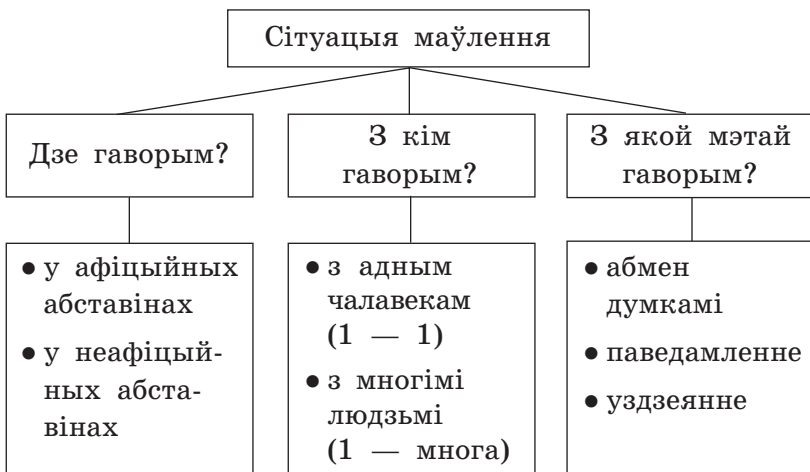 Сітуацыя маўлення
Дзе гаворым?
З кім
гаворым?
З якой мэтай
гаворым?
● у афіцыйных
абставінах
● у неафіцый-
ных абста-
вінах
● з адным
чалавекам
(1 — 1)
● з многімі
людзьмі
(1 — многа)
● абмен
думкамі
● паведамленне
● уздзеянне